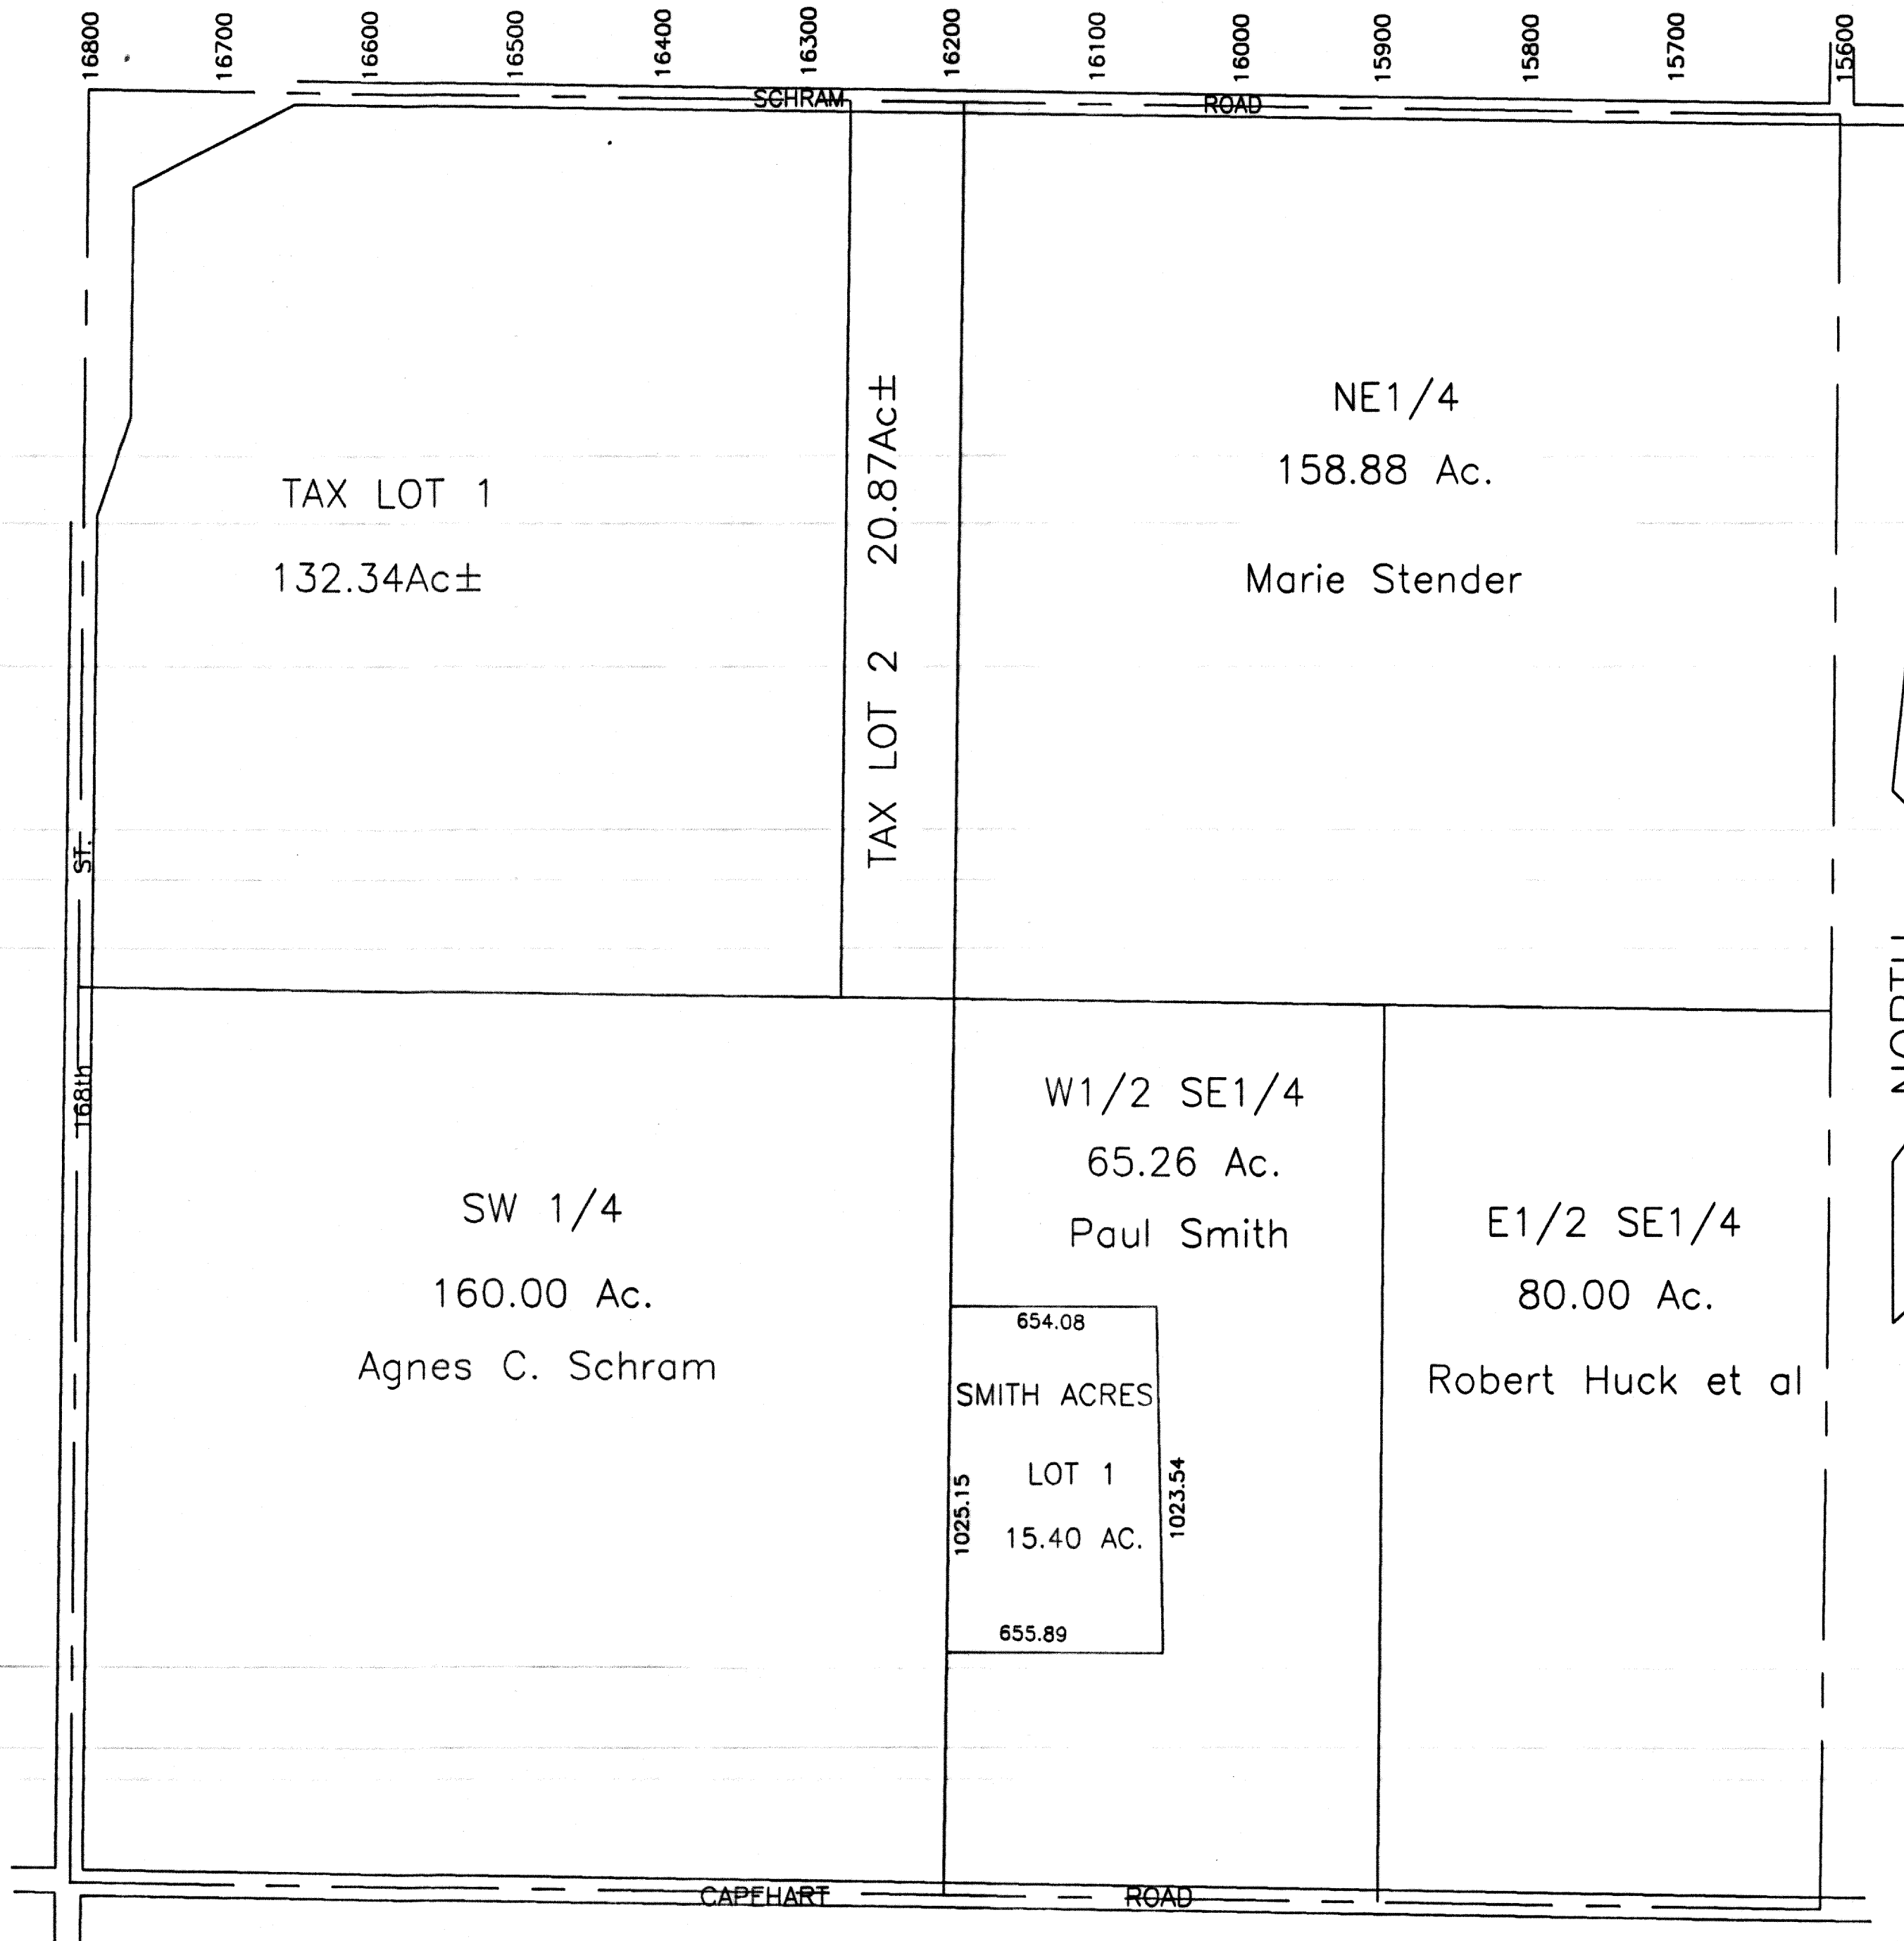 16800
16700
16600
16500
16400
16300
16200
16100
16000
15900
15800
15700
15600
SCHRAM ROAD
TAX LOT 1
132.34Ac±
TAX LOT 2 20.87Ac±
NE1/4
158.88 Ac.
Marie Stender
168th ST.
NORTH
SW 1/4
160.00 Ac.
Agnes C. Schram
W1/2 SE1/4
65.26 Ac.
Paul Smith
654.08
SMITH ACRES
LOT 1
15.40 AC.
1025.15
1023.54
655.89
E1/2 SE1/4
80.00 Ac.
Robert Huck et al
CAPEHART ROAD